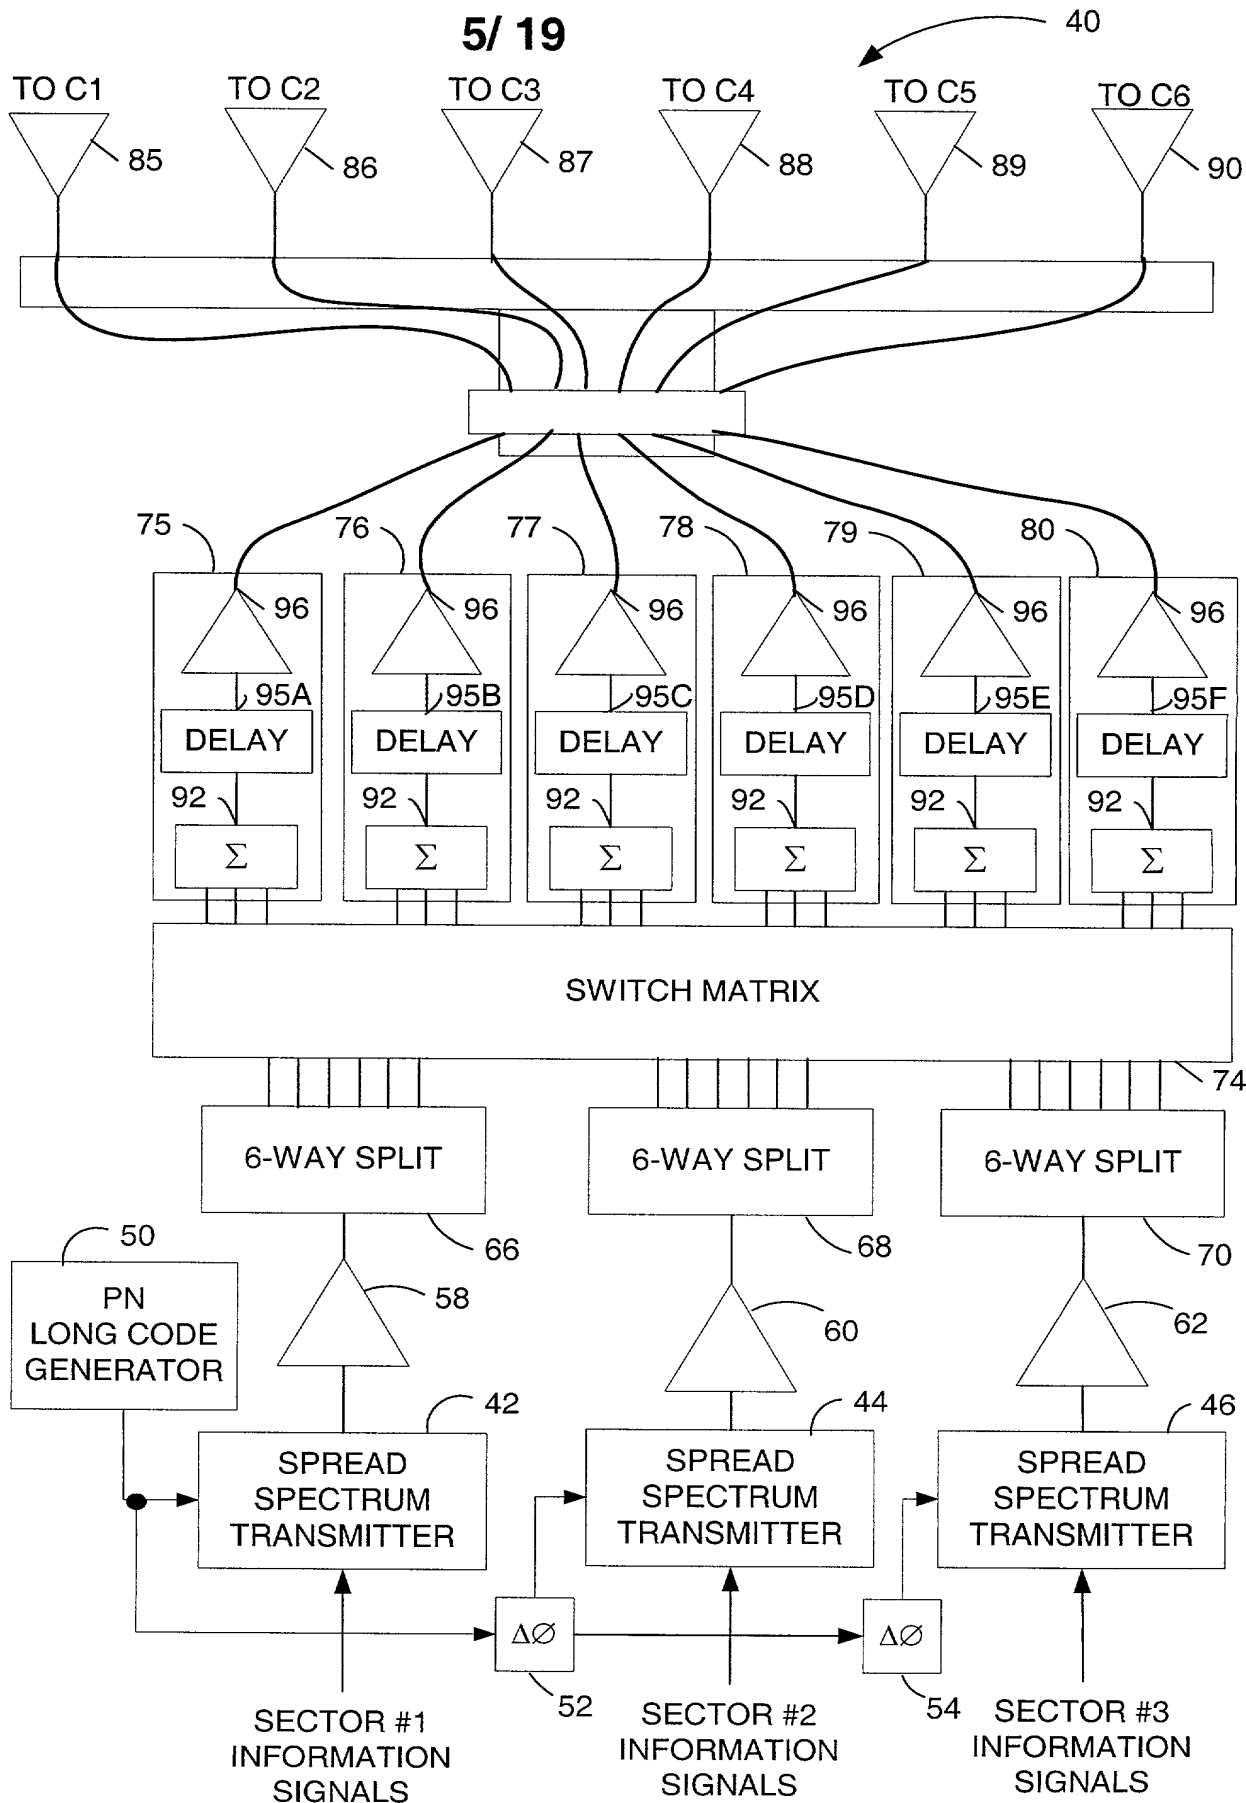 5/ 19
40
TO C1 TO C2 TO C3 TO C4 TO C5 TO C6
85 86 87 88 89 90
75 76 77 78 79 80
96 96 96 96 96 96
95A 95B 95C 95D 95E 95F
DELAY DELAY DELAY DELAY DELAY DELAY
92 92 92 92 92 92
Σ Σ Σ Σ Σ Σ
SWITCH MATRIX
74
6-WAY SPLIT 6-WAY SPLIT 6-WAY SPLIT
66 68 70
50
PN
LONG CODE
GENERATOR
58 60 62
42 44 46
SPREAD
SPECTRUM
TRANSMITTER
SPREAD
SPECTRUM
TRANSMITTER
SPREAD
SPECTRUM
TRANSMITTER
ΔØ ΔØ
52 54
SECTOR #1
INFORMATION
SIGNALS
SECTOR #2
INFORMATION
SIGNALS
SECTOR #3
INFORMATION
SIGNALS